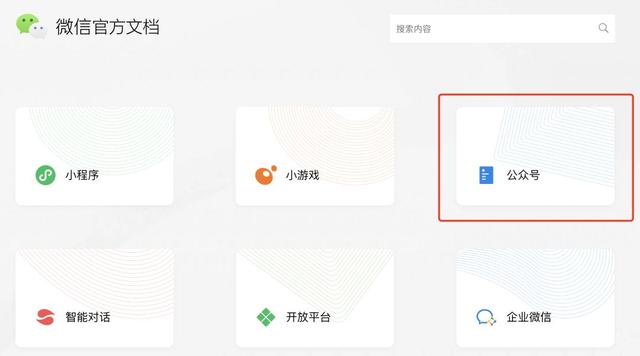 微信官方文档
搜索内容
小程序
小游戏
公众号
智能对话
开放平台
企业微信